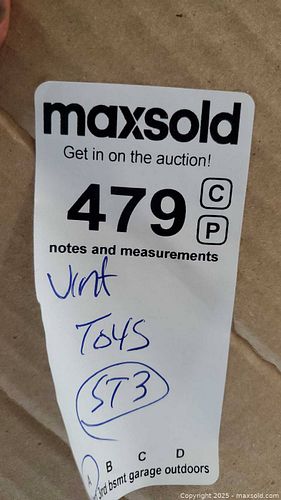 maxsold
Get in on the auction!
479 C
P
notes and measurements
Vint
Toys
ST3
A B C D
3rd bsmt garage outdoors
Copyright 2025 - maxsold.com